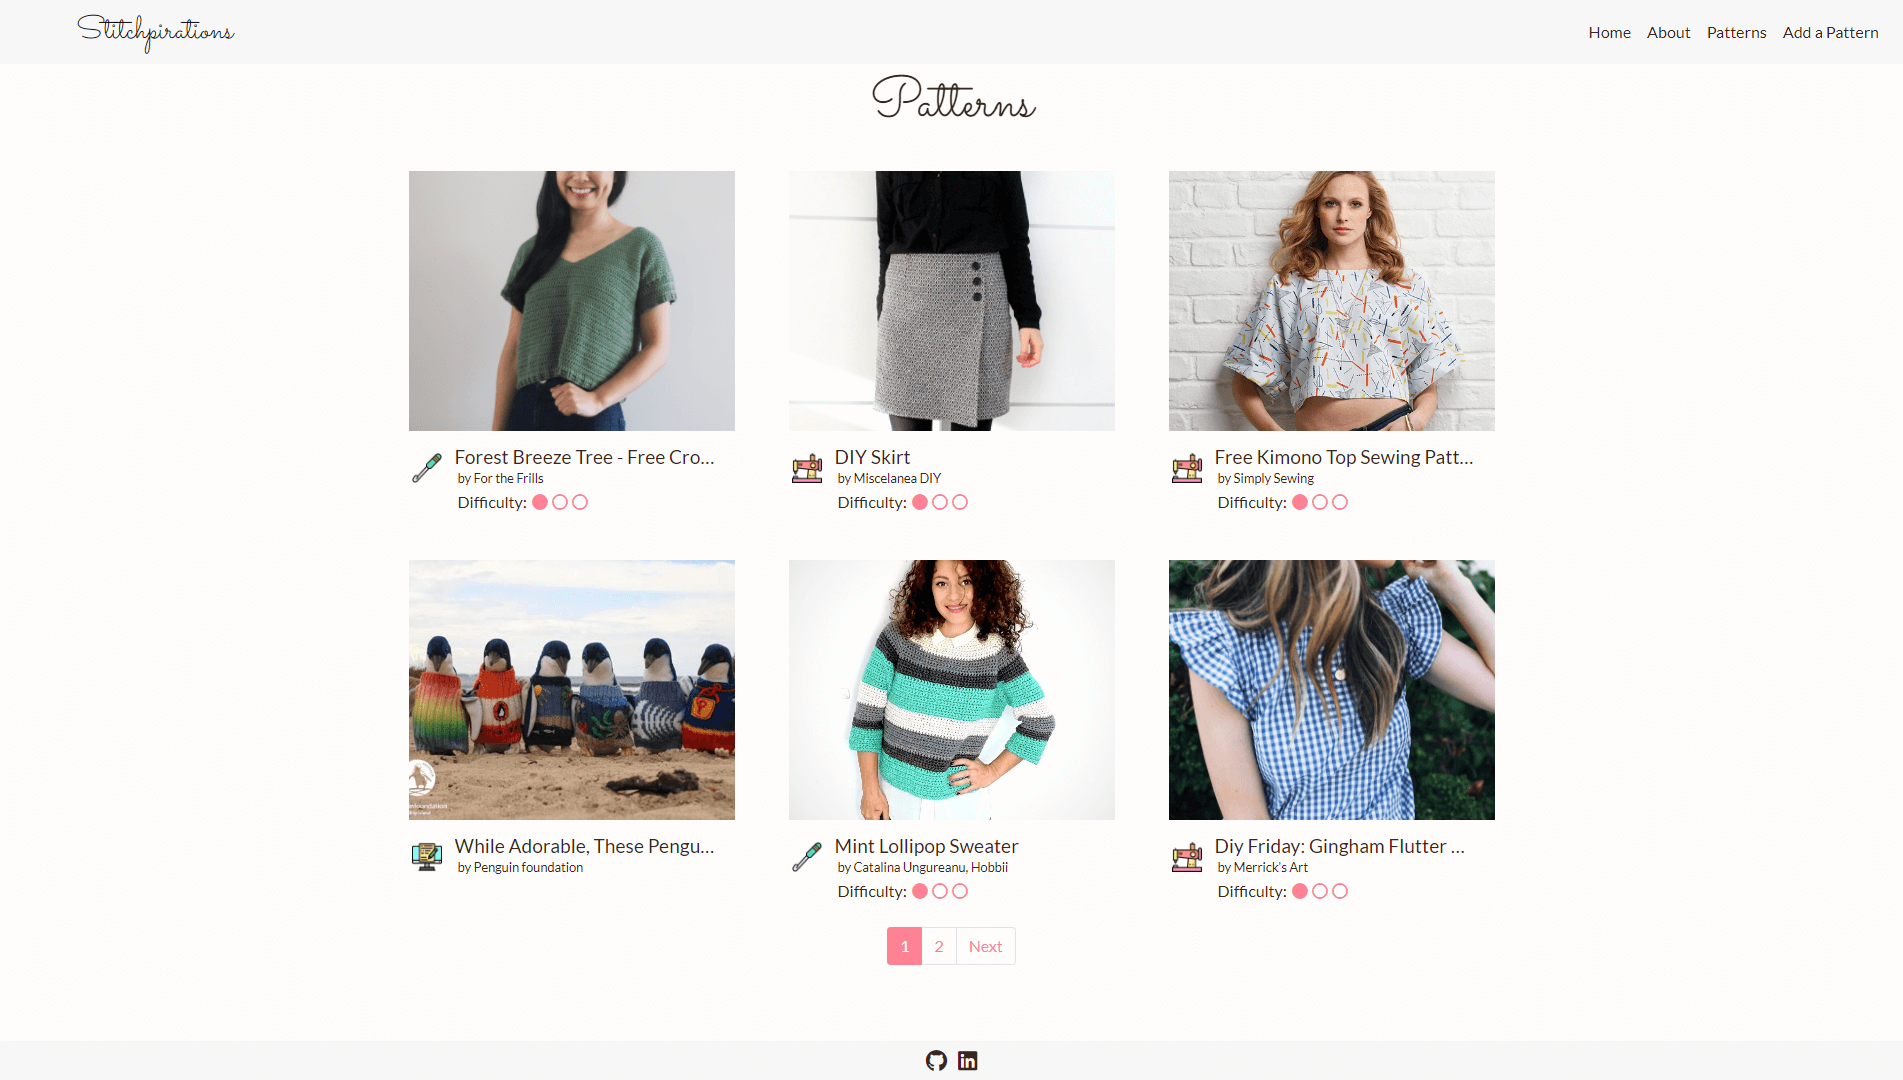 Stitchpirations
Home
About
Patterns
Add a Pattern
Patterns
Forest Breeze Tree - Free Cro...
by For the Frills
Difficulty:
DIY Skirt
by Miscelanea DIY
Difficulty:
Free Kimono Top Sewing Patt...
by Simply Sewing
Difficulty:
While Adorable, These Pengu...
by Penguin foundation
Mint Lollipop Sweater
by Catalina Ungureanu, Hobbii
Difficulty:
Diy Friday: Gingham Flutter ...
by Merrick's Art
Difficulty:
1
2
Next